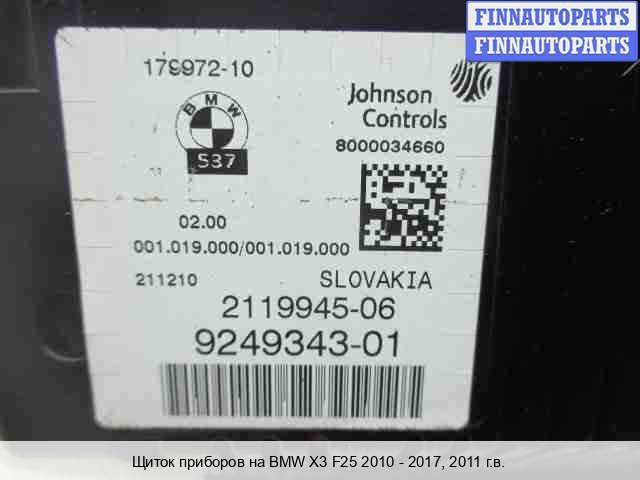 FINNAUTOPARTS
FINNAUTOPARTS
179972-10
BMW
537
Johnson
Controls
8000034660
02.00
001.019.000/001.019.000
211210
SLOVAKIA
2119945-06
9249343-01
Щиток приборов на BMW X3 F25 2010 - 2017, 2011 г.в.